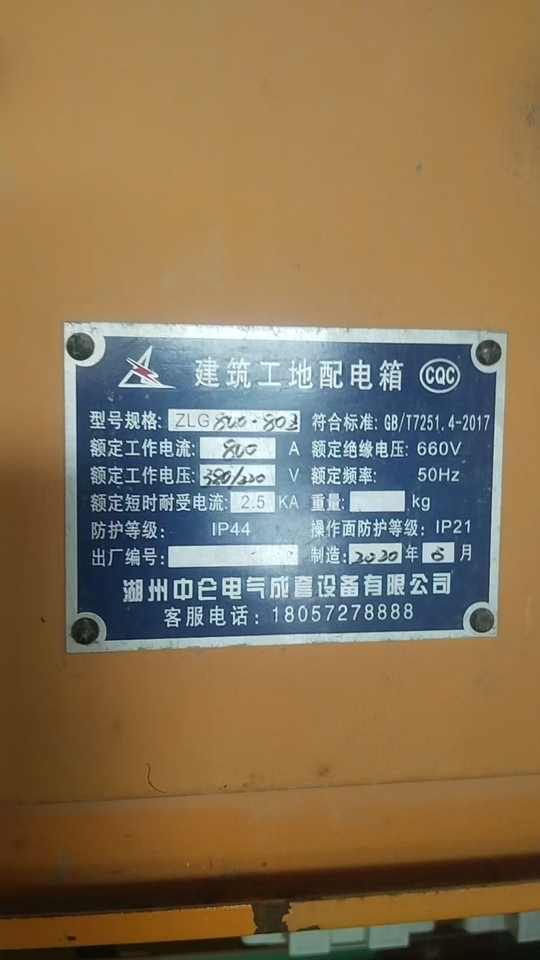 建筑工地配电箱 CQC
型号规格: ZLG 800-803 符合标准: GB/T7251.4-2017
额定工作电流: 800 A 额定绝缘电压: 660V
额定工作电压: 380/220 V 额定频率: 50Hz
额定短时耐受电流: 2.5 KA 重量: kg
防护等级: IP44 操作面防护等级: IP21
出厂编号: 制造: 2020 年 6 月
湖州中仑电气成套设备有限公司
客服电话: 18057278888